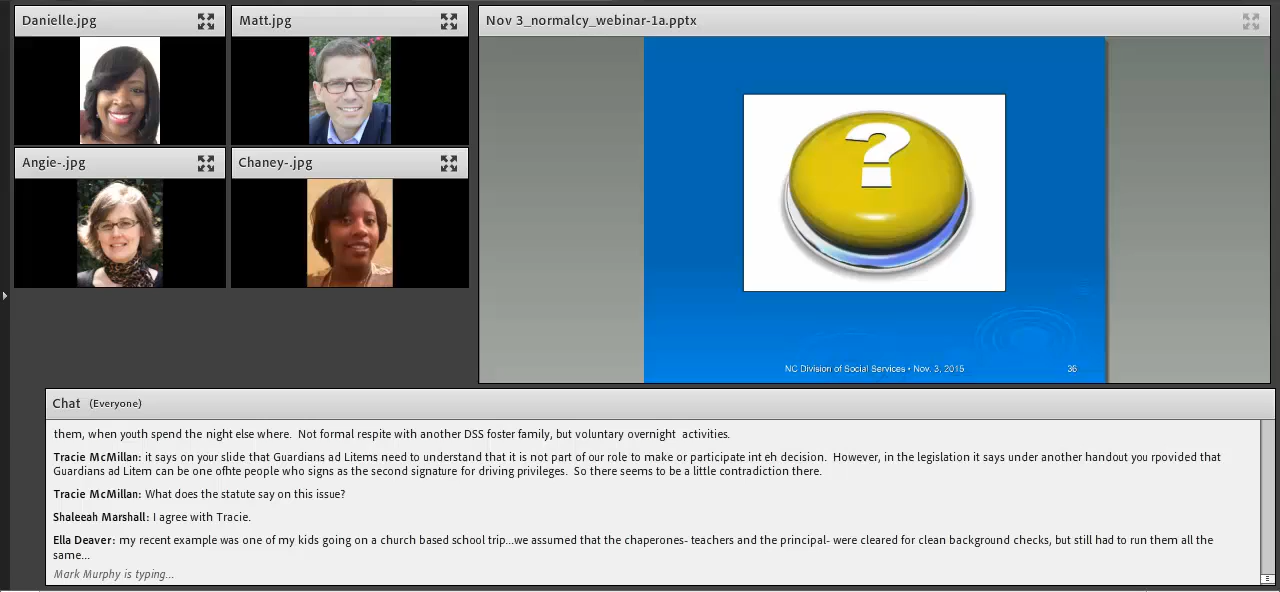 Danielle.jpg
Matt.jpg
Nov 3_normalcy_webinar-1a.pptx
Angie-.jpg
Chaney-.jpg
?
NC Division of Social Services • Nov. 3, 2015
36
Chat (Everyone)
them, when youth spend the night else where. Not formal respite with another DSS foster family, but voluntary overnight activities.
Tracie McMillan: it says on your slide that Guardians ad Litems need to understand that it is not part of our role to make or participate int eh decision. However, in the legislation it says under another handout you rpovided that
Guardians ad Litem can be one ofhte people who signs as the second signature for driving privileges. So there seems to be a little contradiction there.
Tracie McMillan: What does the statute say on this issue?
Shaleeah Marshall: I agree with Tracie.
Ella Deaver: my recent example was one of my kids going on a church based school trip...we assumed that the chaperones- teachers and the principal- were cleared for clean background checks, but still had to run them all the
same...
Mark Murphy is typing...